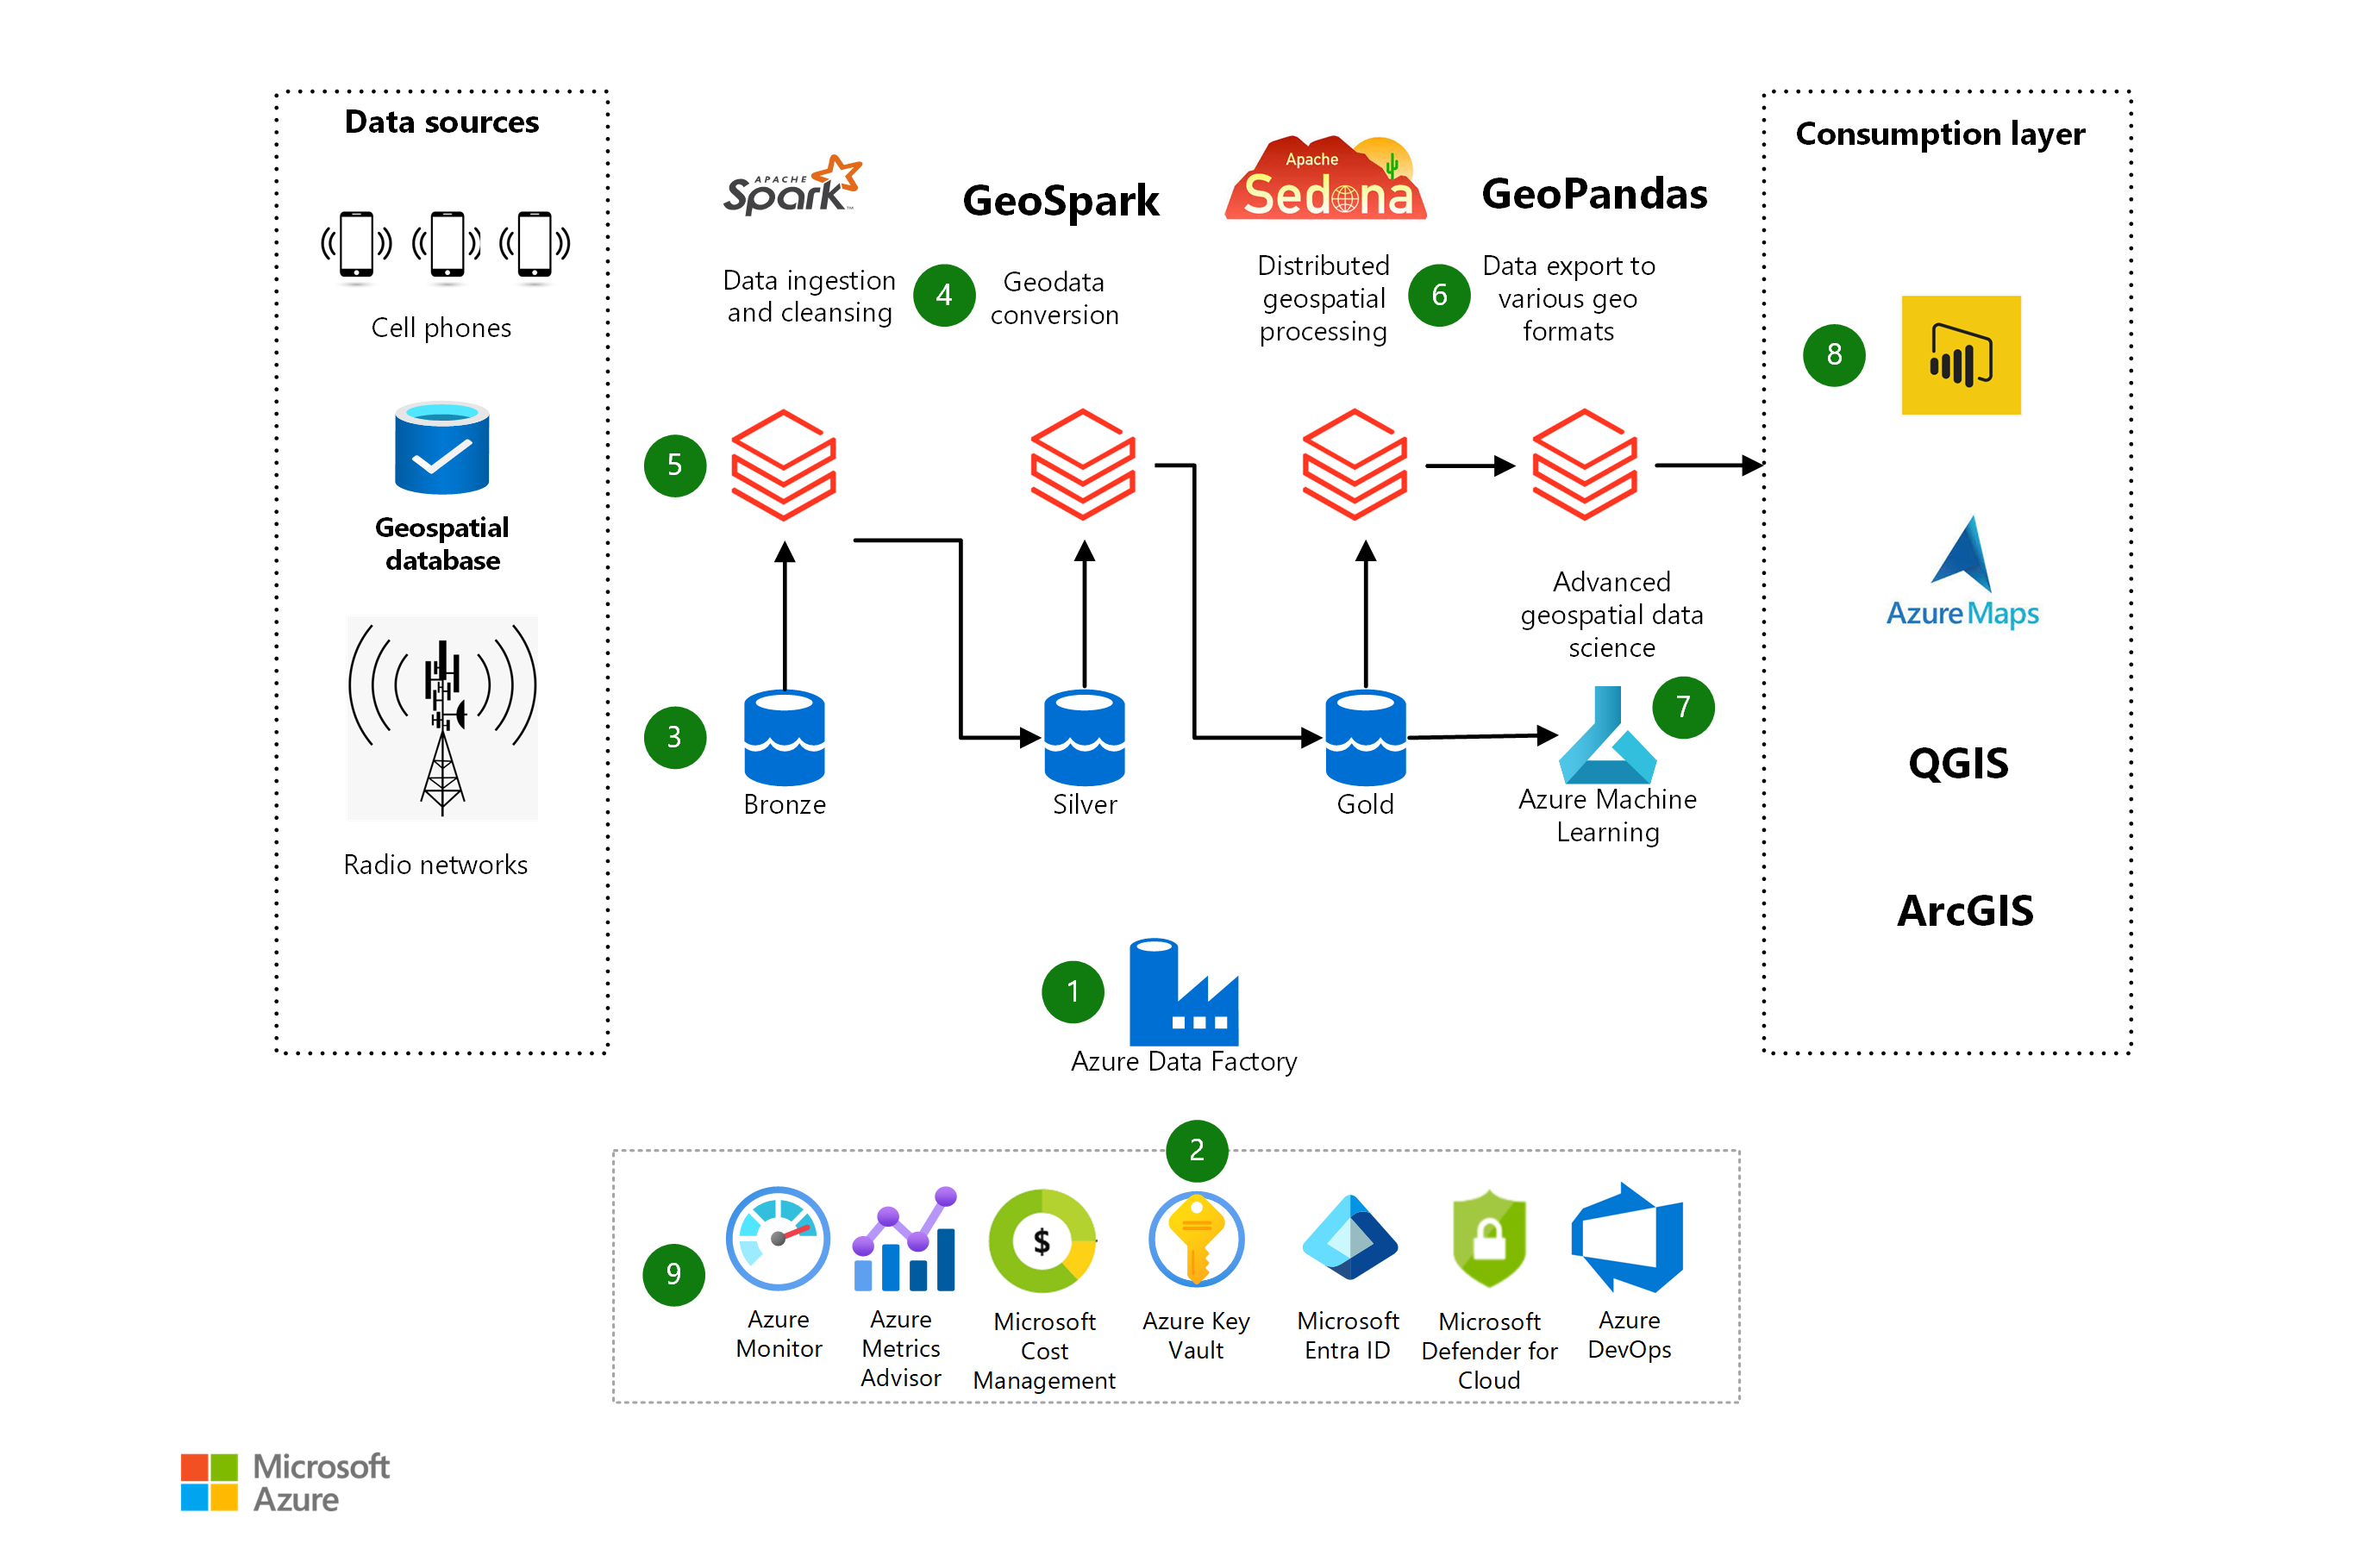 Data sources
Cell phones
Geospatial
database
Radio networks
APACHE
Spark™
GeoSpark
Apache
Sedona
GeoPandas
Data ingestion
and cleansing
4
Geodata
conversion
Distributed
geospatial
processing
6
Data export to
various geo
formats
5
3
Bronze
Silver
Gold
Advanced
geospatial data
science
7
Azure Machine
Learning
Consumption layer
8
Azure Maps
QGIS
ArcGIS
1
Azure Data Factory
2
9
Azure
Monitor
Azure
Metrics
Advisor
$
Microsoft
Cost
Management
Azure Key
Vault
Microsoft
Entra ID
Microsoft
Defender for
Cloud
Azure
DevOps
Microsoft
Azure